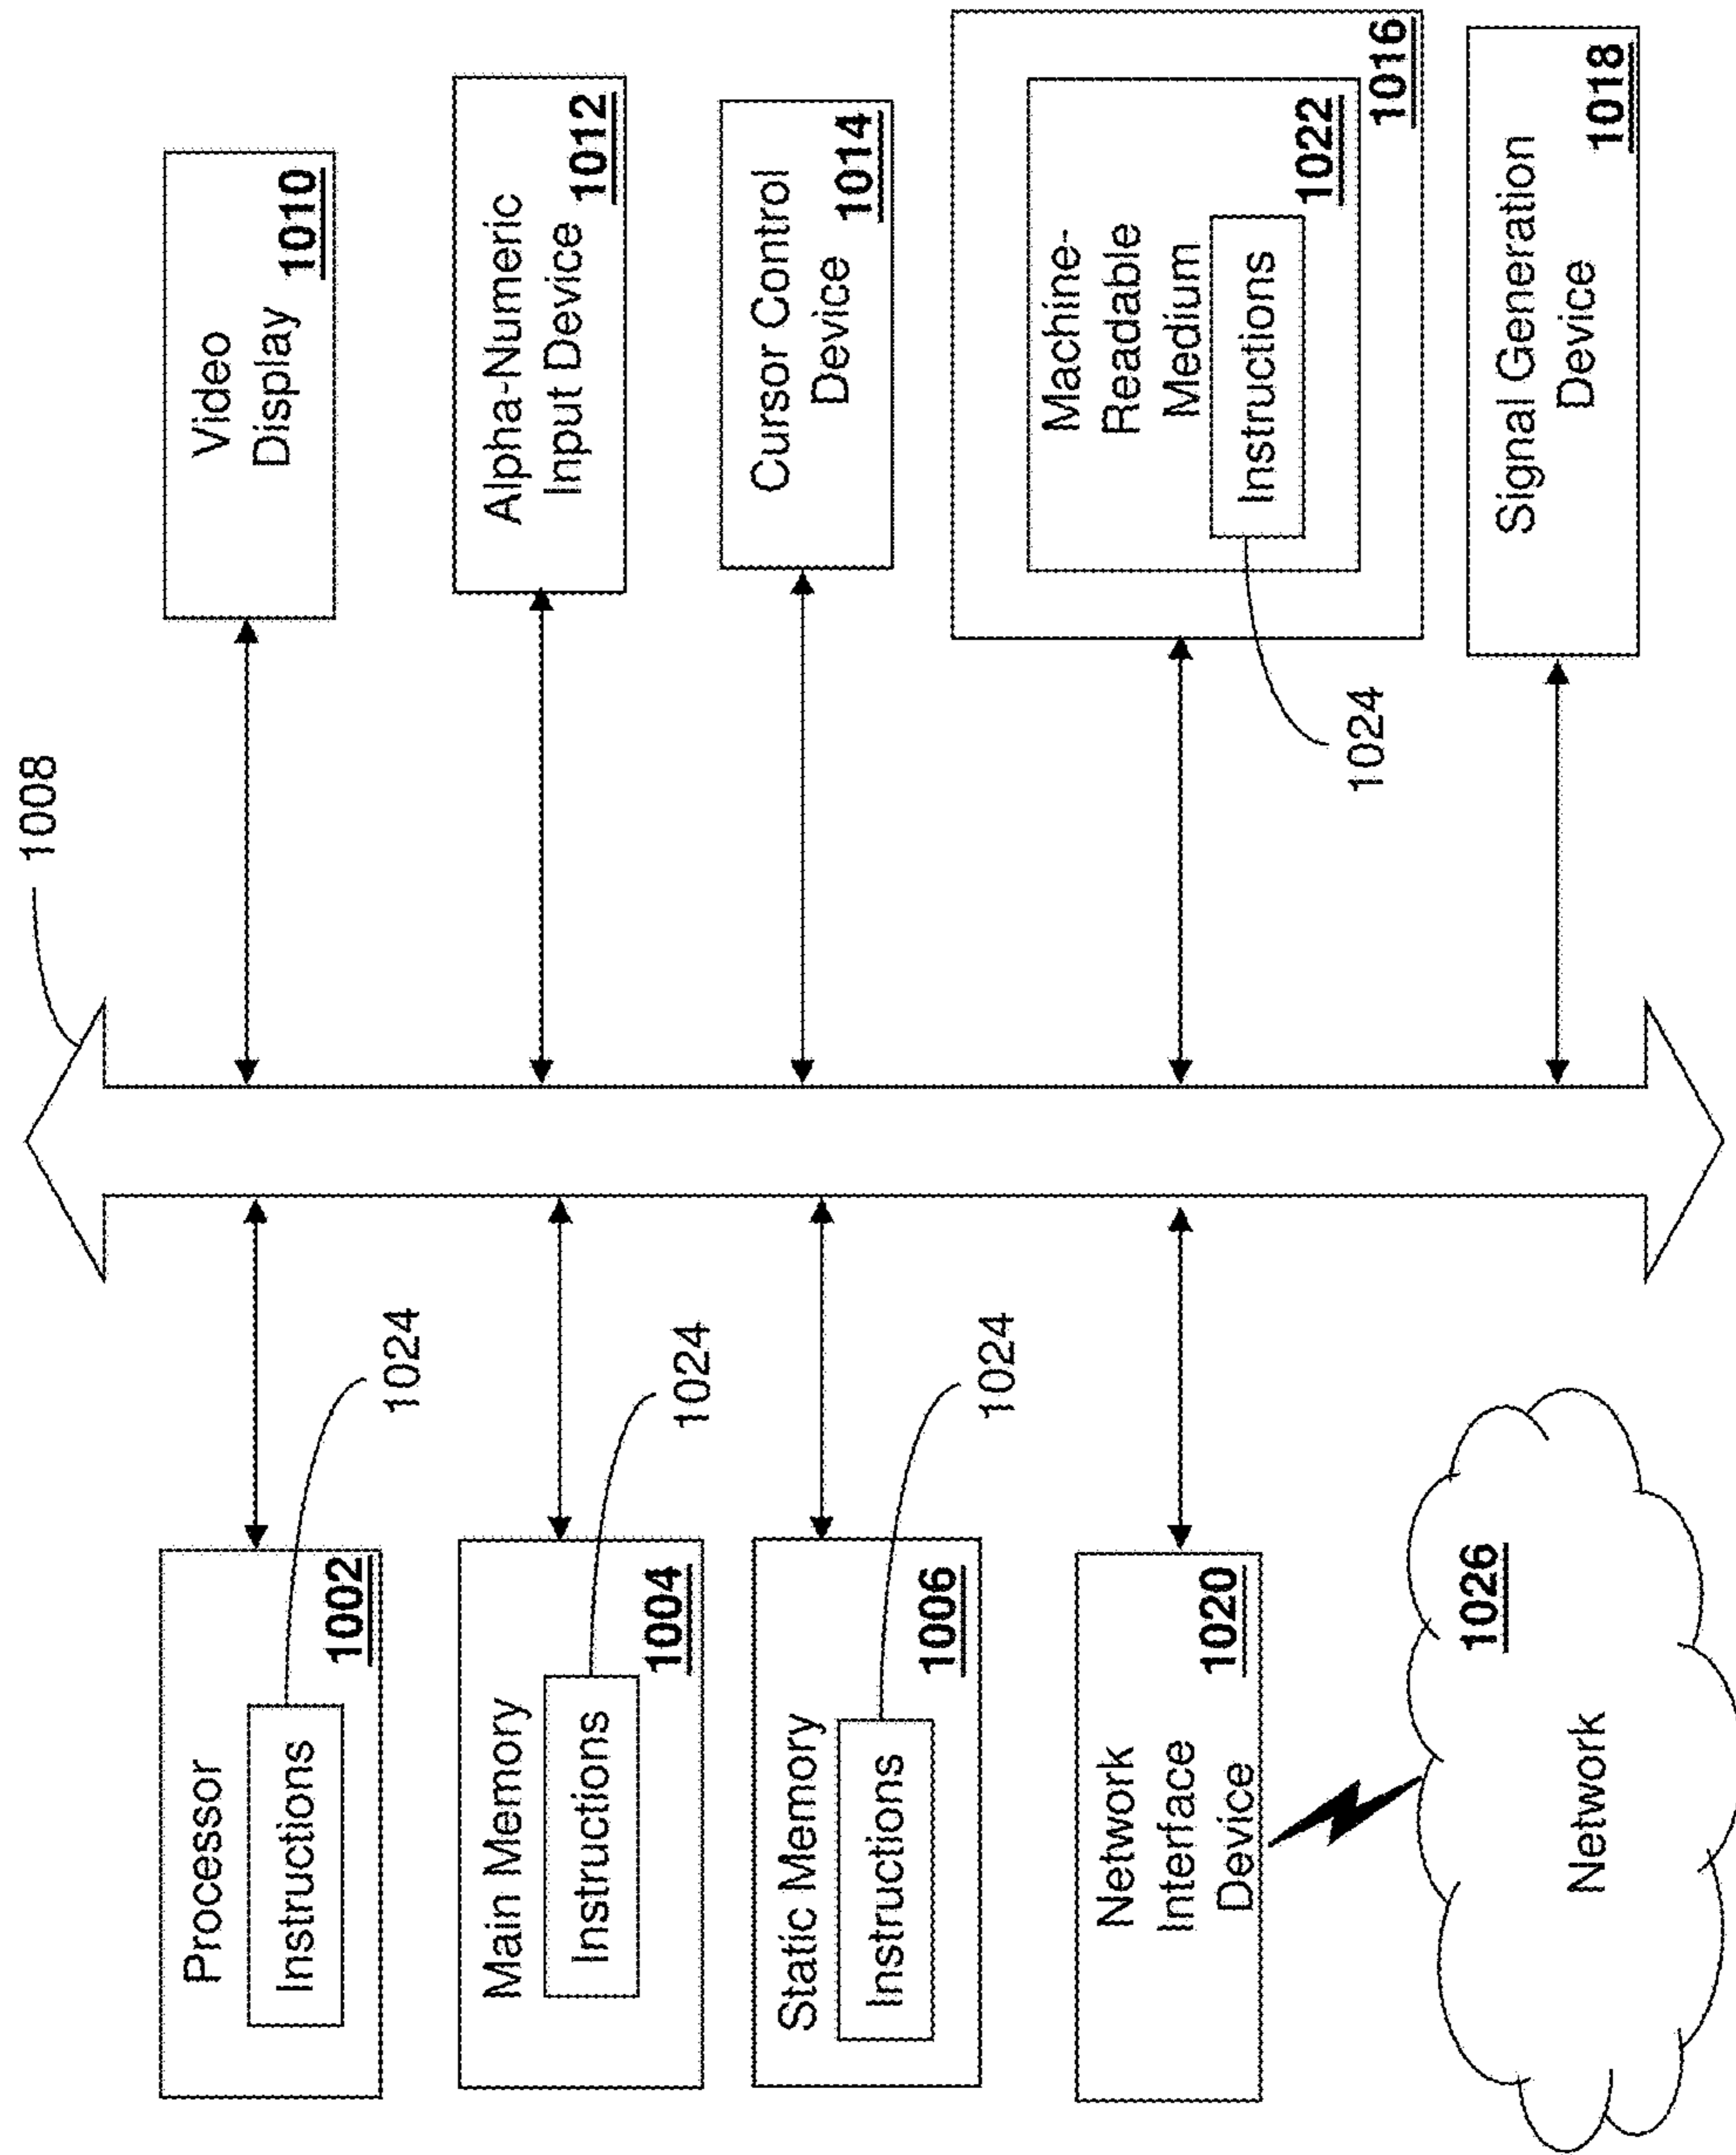 1008
Processor
Instructions
1002
1024
Main Memory
Instructions
1004
1024
Static Memory
Instructions
1006
1024
Network
Interface
Device
1020
1026
Network
Video
Display
1010
Alpha-Numeric
Input Device
1012
Cursor Control
Device
1014
Machine-
Readable
Medium
Instructions
1022
1016
1024
Signal Generation
Device
1018